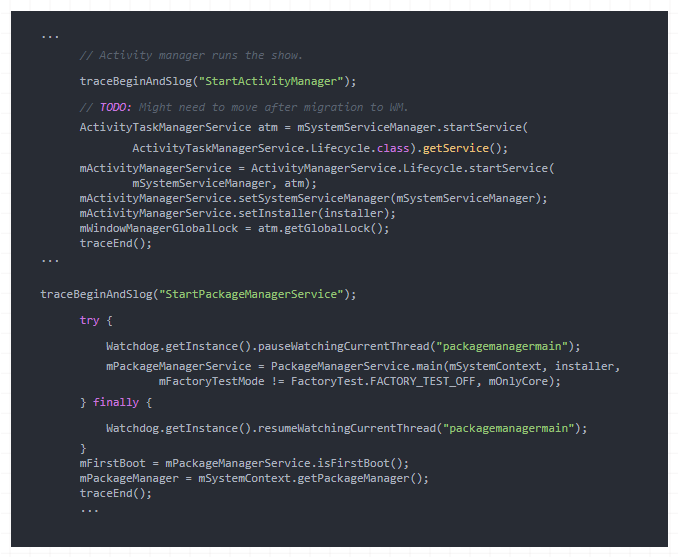 ...
// Activity manager runs the show.
traceBeginAndSlog("StartActivityManager");
// TODO: Might need to move after migration to WM.
ActivityTaskManagerService atm = mSystemServiceManager.startService(
ActivityTaskManagerService.Lifecycle.class).getService();
mActivityManagerService = ActivityManagerService.Lifecycle.startService(
mSystemServiceManager, atm);
mActivityManagerService.setSystemServiceManager(mSystemServiceManager);
mActivityManagerService.setInstaller(installer);
mWindowManagerGlobalLock = atm.getGlobalLock();
traceEnd();
...
traceBeginAndSlog("StartPackageManagerService");
try {
Watchdog.getInstance().pauseWatchingCurrentThread("packagemanagermain");
mPackageManagerService = PackageManagerService.main(mSystemContext, installer,
mFactoryTestMode != FactoryTest.FACTORY_TEST_OFF, mOnlyCore);
} finally {
Watchdog.getInstance().resumeWatchingCurrentThread("packagemanagermain");
}
mFirstBoot = mPackageManagerService.isFirstBoot();
mPackageManager = mSystemContext.getPackageManager();
traceEnd();
...